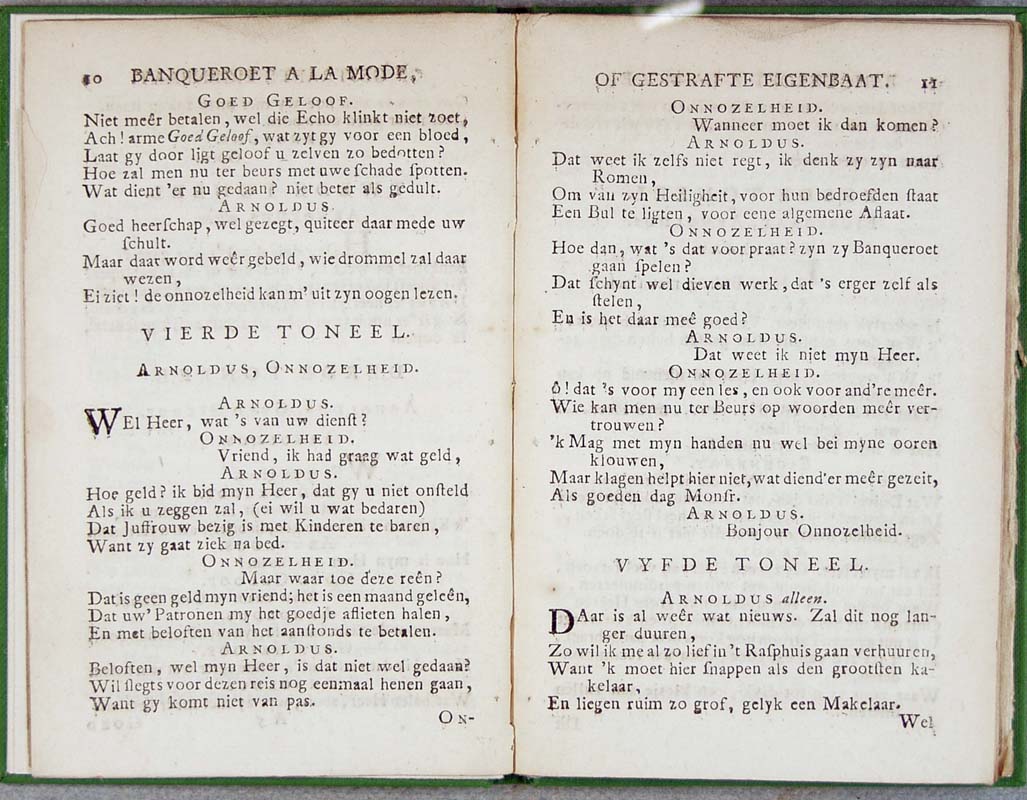 10 BANQUEROET A LA MODE,
GOED GELOOF.
Niet meêr betalen, wel die Echo klinkt niet zoet,
Ach! arme Goed Geloof, wat zyt gy voor een bloed,
Laat gy door ligt geloof u zelven zo bedotten?
Hoe zal men nu ter beurs met uwe ſchade ſpotten.
Wat dient 'er nu gedaan? niet beter als gedult.
ARNOLDUS.
Goed heerſchap, wel gezegt, quiteer daar mede uw
ſchult.
Maar daar word weêr gebeld, wie drommel zal daar
wezen,
Ei ziet! de onnozelheid kan m' uit zyn oogen lezen.
VIERDE TONEEL.
ARNOLDUS, ONNOZELHEID.
ARNOLDUS.
WEl Heer, wat 's van uw dienſt?
ONNOZELHEID.
Vriend, ik had graag wat geld,
ARNOLDUS.
Hoe geld? ik bid myn Heer, dat gy u niet onſteld
Als ik u zeggen zal, (ei wil u wat bedaren)
Dat Juffrouw bezig is met Kinderen te baren,
Want zy gaat ziek na bed.
ONNOZELHEID.
Maar waar toe deze reên?
Dat is geen geld myn vriend; het is een maand geleên,
Dat uw' Patronen my het goedje aflieten halen,
En met beloften van het aanſtonds te betalen.
ARNOLDUS.
Beloften, wel myn Heer, is dat niet wel gedaan?
Wil ſlegts voor dezen reis nog eenmaal henen gaan,
Want gy komt niet van pas.
ON-
OF GESTRAFTE EIGENBAAT. 11
ONNOZELHEID.
Wanneer moet ik dan komen?
ARNOLDUS.
Dat weet ik zelfs niet regt, ik denk zy zyn naar
Romen,
Om van zyn Heiligheit, voor hun bedroefden ſtaat
Een Bul te ligten, voor eene algemene Aflaat.
ONNOZELHEID.
Hoe dan, wat 's dat voor praat? zyn zy Banqueroet
gaan ſpelen?
Dat ſchynt wel dieven werk, dat 's erger zelf als
ſtelen,
En is het daar meê goed?
ARNOLDUS.
Dat weet ik niet myn Heer.
ONNOZELHEID.
ô! dat 's voor my een les, en ook voor and're meêr.
Wie kan men nu ter Beurs op woorden meêr ver-
trouwen?
'k Mag met myn handen nu wel bei myne ooren
klouwen,
Maar klagen helpt hier niet, wat diend'er meêr gezeit,
Als goeden dag Monſr.
ARNOLDUS.
Bonjour Onnozelheid.
VYFDE TONEEL.
ARNOLDUS alleen.
DAar is al weêr wat nieuws. Zal dit nog lan-
ger duuren,
Zo wil ik me al zo lief in 't Raſphuis gaan verhuuren,
Want 'k moet hier ſnappen als den grootſten ka-
kelaar,
En liegen ruim zo grof, gelyk een Makelaar.
Wel